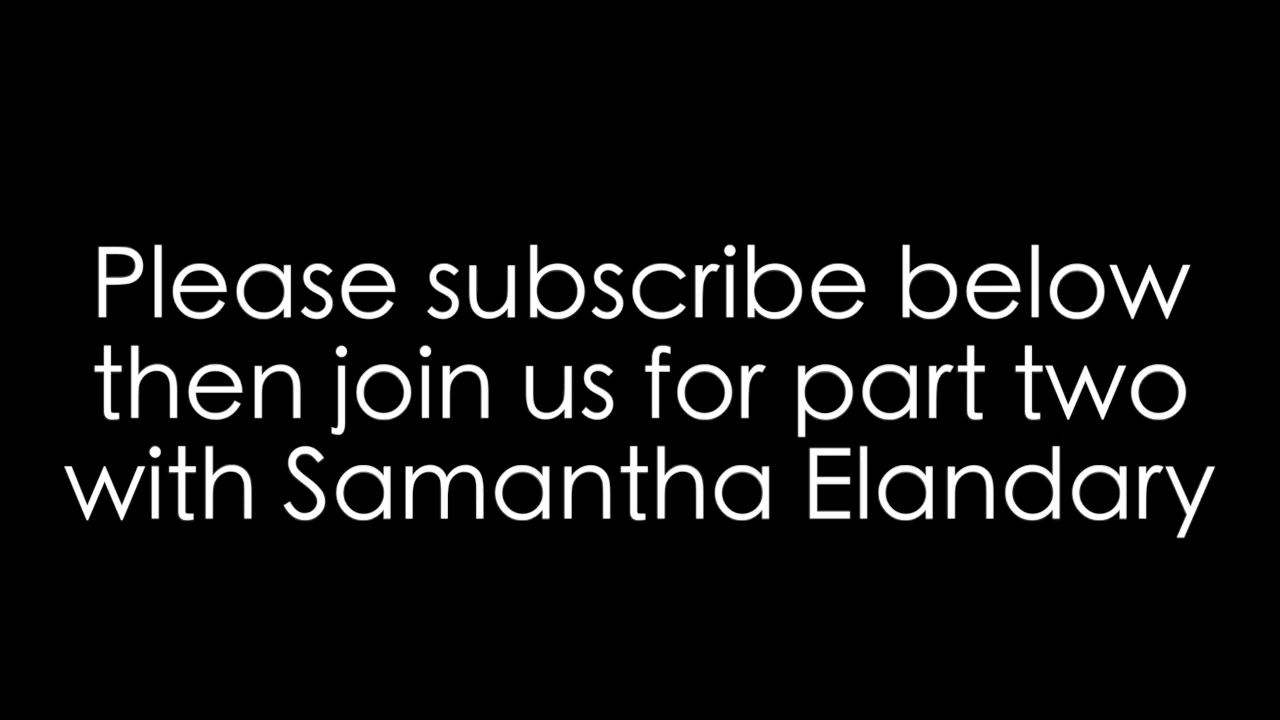 Please subscribe below
then join us for part two
with Samantha Elandary